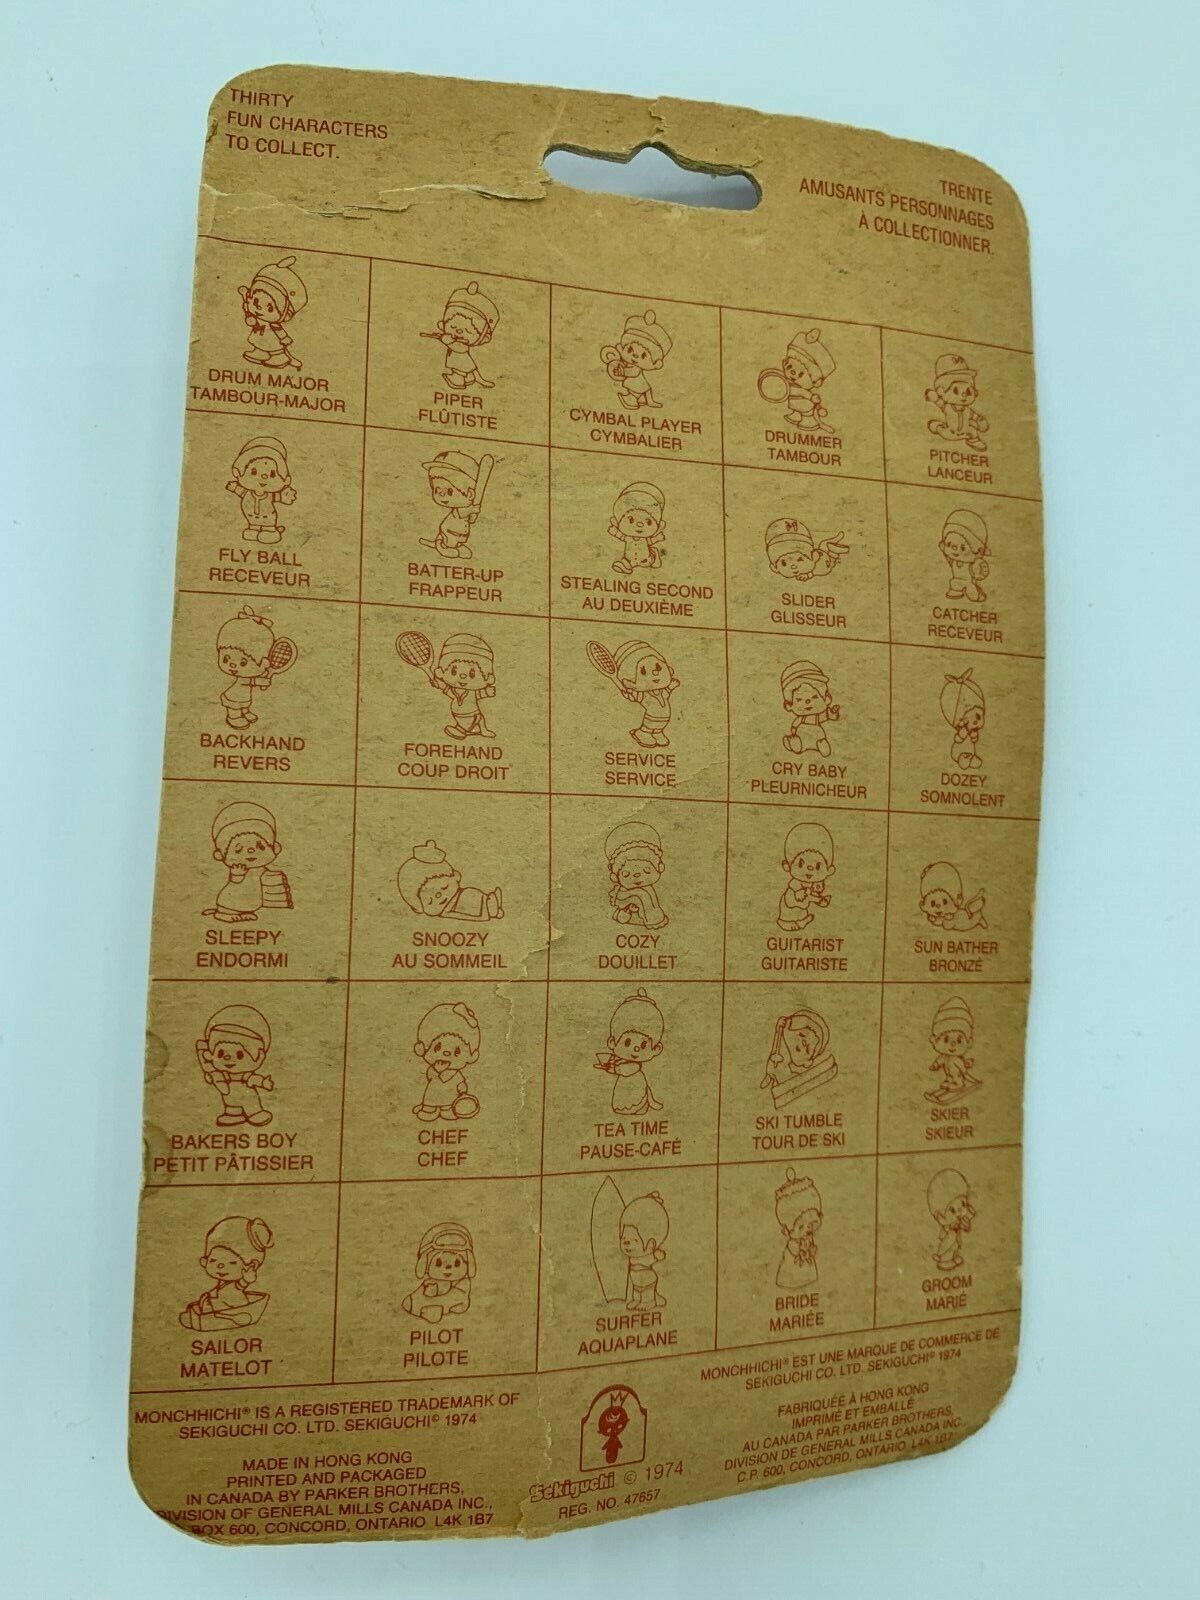 THIRTY
FUN CHARACTERS
TO COLLECT.
TRENTE
AMUSANTS PERSONNAGES
À COLLECTIONNER.
DRUM MAJOR
TAMBOUR-MAJOR
PIPER
FLÛTISTE
CYMBAL PLAYER
CYMBALIER
DRUMMER
TAMBOUR
PITCHER
LANCEUR
FLY BALL
RECEVEUR
BATTER-UP
FRAPPEUR
STEALING SECOND
AU DEUXIÈME
SLIDER
GLISSEUR
CATCHER
RECEVEUR
BACKHAND
REVERS
FOREHAND
COUP DROIT
SERVICE
SERVICE
CRY BABY
PLEURNICHEUR
DOZEY
SOMNOLENT
SLEEPY
ENDORMI
SNOOZY
AU SOMMEIL
COZY
DOUILLET
GUITARIST
GUITARISTE
SUN BATHER
BRONZÉ
BAKERS BOY
PETIT PÂTISSIER
CHEF
CHEF
TEA TIME
PAUSE-CAFÉ
SKI TUMBLE
TOUR DE SKI
SKIER
SKIEUR
SAILOR
MATELOT
PILOT
PILOTE
SURFER
AQUAPLANE
BRIDE
MARIÉE
GROOM
MARIÉ
MONCHHICHI® IS A REGISTERED TRADEMARK OF
SEKIGUCHI CO. LTD. SEKIGUCHI© 1974
MADE IN HONG KONG
PRINTED AND PACKAGED
IN CANADA BY PARKER BROTHERS,
DIVISION OF GENERAL MILLS CANADA INC.,
BOX 600, CONCORD, ONTARIO L4K 1B7
Sekiguchi © 1974
REG. NO. 47657
MONCHHICHI® EST UNE MARQUE DE COMMERCE DE
SEKIGUCHI CO. LTD. SEKIGUCHI© 1974
FABRIQUÉE À HONG KONG
IMPRIMÉ ET EMBALLÉ
AU CANADA PAR PARKER BROTHERS,
DIVISION DE GENERAL MILLS CANADA INC.,
C.P. 600, CONCORD, ONTARIO L4K 1B7